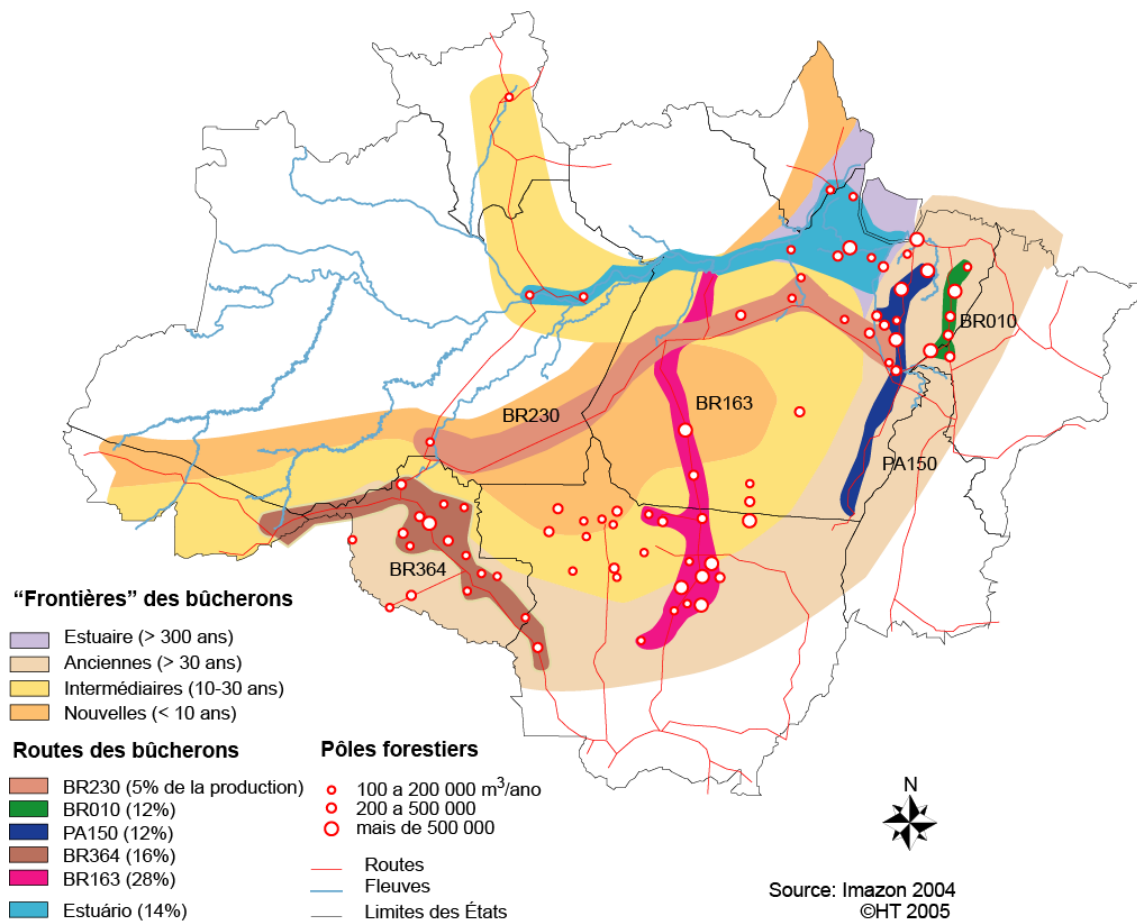 BR010
BR230
BR163
PA150
BR364
“Frontières” des bûcherons
Estuaire (> 300 ans)
Anciennes (> 30 ans)
Intermédiaires (10-30 ans)
Nouvelles (< 10 ans)
Routes des bûcherons
BR230 (5% de la production)
BR010 (12%)
PA150 (12%)
BR364 (16%)
BR163 (28%)
Estuário (14%)
Pôles forestiers
100 a 200 000 m³/ano
200 a 500 000
mais de 500 000
Routes
Fleuves
Limites des États
N
Source: Imazon 2004
©HT 2005